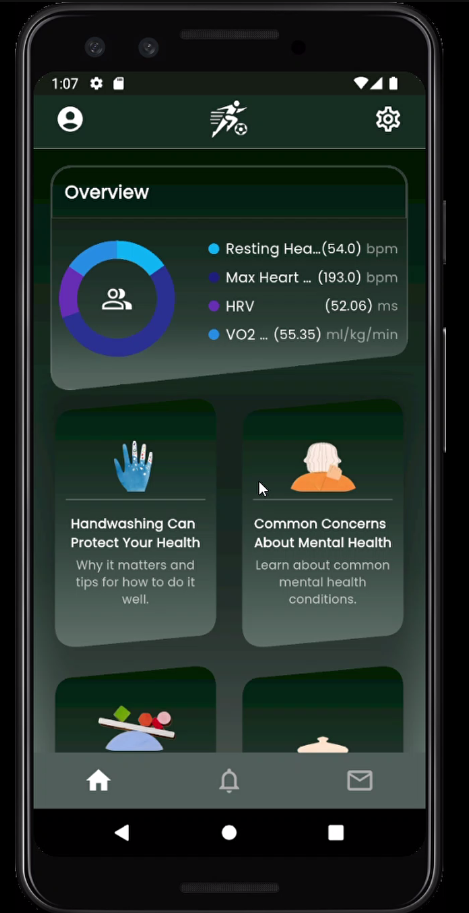 1:07
Overview
Resting Hea...(54.0) bpm
Max Heart ... (193.0) bpm
HRV (52.06) ms
VO2 ... (55.35) ml/kg/min
Handwashing Can
Protect Your Health
Why it matters and
tips for how to do it
well.
Common Concerns
About Mental Health
Learn about common
mental health
conditions.